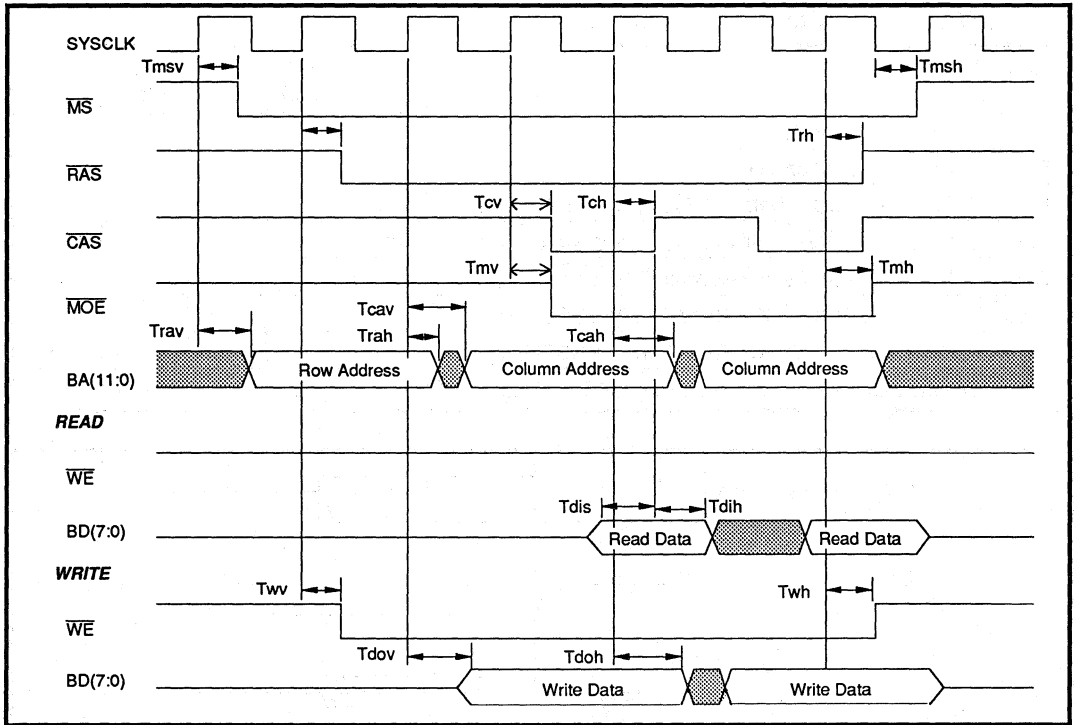 SYSCLK
Tmsv
Tmsh
MS
Trh
RAS
Tcv
Tch
CAS
Tmv
Tmh
MOE
Tcav
Trav
Trah
Tcah
BA(11:0)
Row Address
Column Address
Column Address
READ
WE
Tdis
Tdih
BD(7:0)
Read Data
Read Data
WRITE
Twv
Twh
WE
Tdov
Tdoh
BD(7:0)
Write Data
Write Data